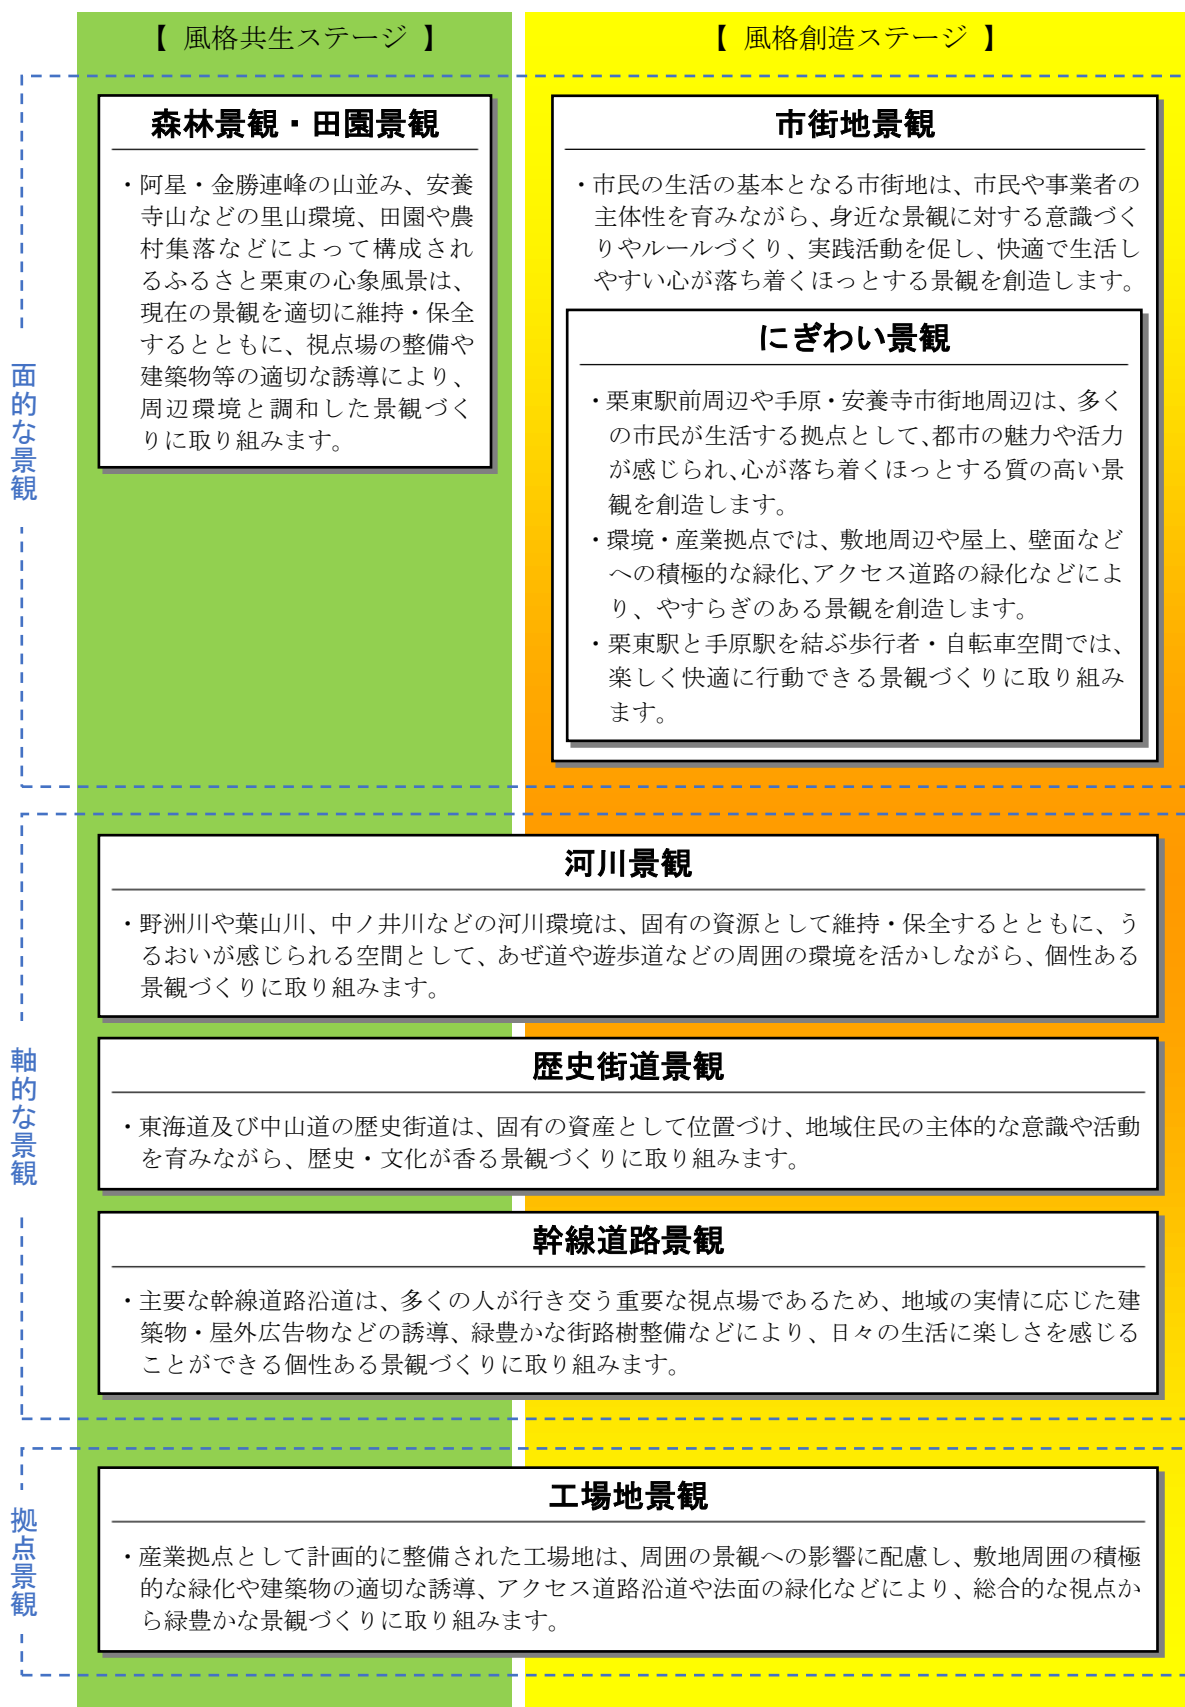 【 風格共生ステージ 】
【 風格創造ステージ 】
面的な景観
森林景観・田園景観
・阿星・金勝連峰の山並み、安養
寺山などの里山環境、田園や農
村集落などによって構成され
るふるさと栗東の心象風景は、
現在の景観を適切に維持・保全
するとともに、視点場の整備や
建築物等の適切な誘導により、
周辺環境と調和した景観づく
りに取り組みます。
市街地景観
・市民の生活の基本となる市街地は、市民や事業者の
主体性を育みながら、身近な景観に対する意識づく
りやルールづくり、実践活動を促し、快適で生活し
やすい心が落ち着くほっとする景観を創造します。
にぎわい景観
・栗東駅前周辺や手原・安養寺市街地周辺は、多く
の市民が生活する拠点として、都市の魅力や活力
が感じられ、心が落ち着くほっとする質の高い景
観を創造します。
・環境・産業拠点では、敷地周辺や屋上、壁面など
への積極的な緑化、アクセス道路の緑化などによ
り、やすらぎのある景観を創造します。
・栗東駅と手原駅を結ぶ歩行者・自転車空間では、
楽しく快適に行動できる景観づくりに取り組み
ます。
軸的な景観
河川景観
・野洲川や葉山川、中ノ井川などの河川環境は、固有の資源として維持・保全するとともに、う
るおいが感じられる空間として、あぜ道や遊歩道などの周囲の環境を活かしながら、個性ある
景観づくりに取り組みます。
歴史街道景観
・東海道及び中山道の歴史街道は、固有の資産として位置づけ、地域住民の主体的な意識や活動
を育みながら、歴史・文化が香る景観づくりに取り組みます。
幹線道路景観
・主要な幹線道路沿道は、多くの人が行き交う重要な視点場であるため、地域の実情に応じた建
築物・屋外広告物などの誘導、緑豊かな街路樹整備などにより、日々の生活に楽しさを感じる
ことができる個性ある景観づくりに取り組みます。
拠点景観
工場地景観
・産業拠点として計画的に整備された工場地は、周囲の景観への影響に配慮し、敷地周囲の積極
的な緑化や建築物の適切な誘導、アクセス道路沿道や法面の緑化などにより、総合的な視点か
ら緑豊かな景観づくりに取り組みます。